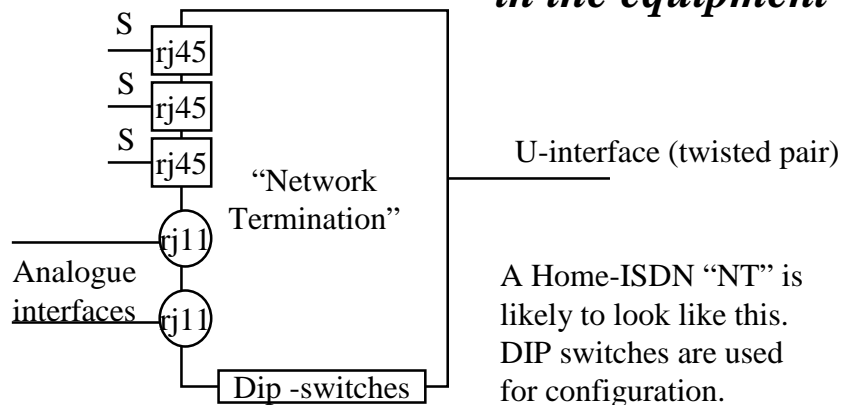 in the equipment
S
rj45
S
rj45
S
rj45
U-interface (twisted pair)
“Network
Termination”
rj11
Analogue
interfaces
rj11
A Home-ISDN “NT” is
likely to look like this.
DIP switches are used
for configuration.
Dip -switches